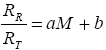 R_R / R_T = aM + b